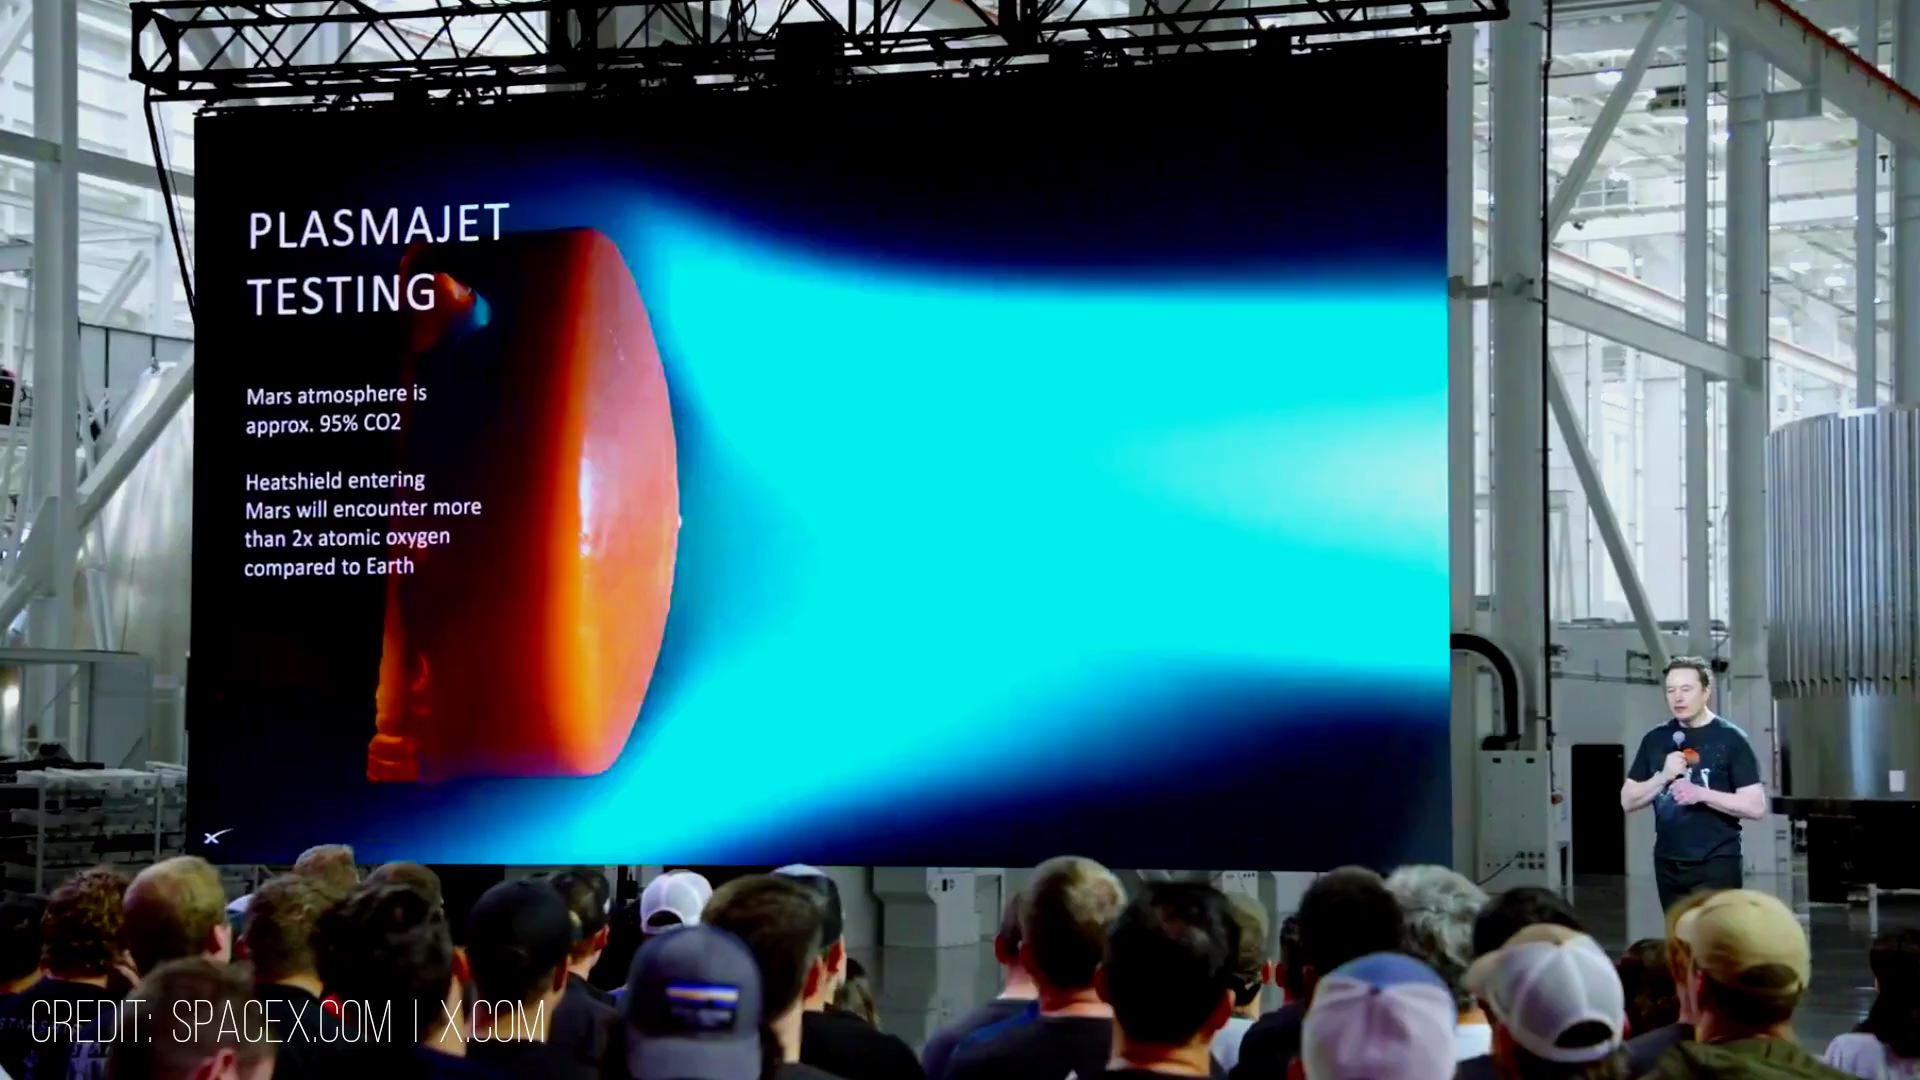 PLASMAJET
TESTING
Mars atmosphere is
approx. 95% CO2
Heatshield entering
Mars will encounter more
than 2x atomic oxygen
compared to Earth
X
CREDIT: SPACEX.COM | X.COM